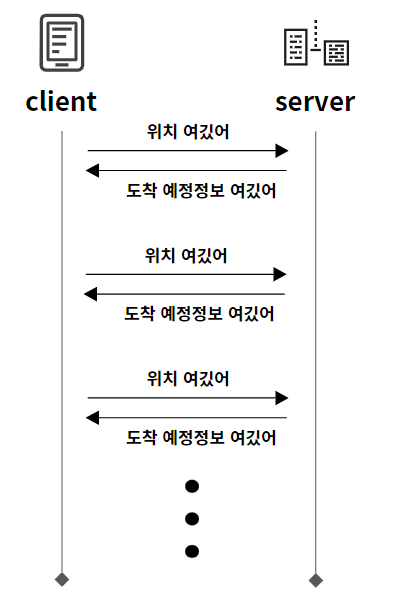 client
server
위치 여깄어
도착 예정정보 여깄어
위치 여깄어
도착 예정정보 여깄어
위치 여깄어
도착 예정정보 여깄어